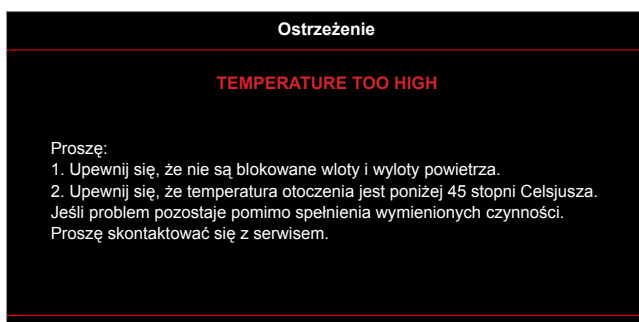 Ostrzeżenie
TEMPERATURE TOO HIGH
Proszę:
1. Upewnij się, że nie są blokowane wloty i wyloty powietrza.
2. Upewnij się, że temperatura otoczenia jest poniżej 45 stopni Celsjusza.
Jeśli problem pozostaje pomimo spełnienia wymienionych czynności.
Proszę skontaktować się z serwisem.